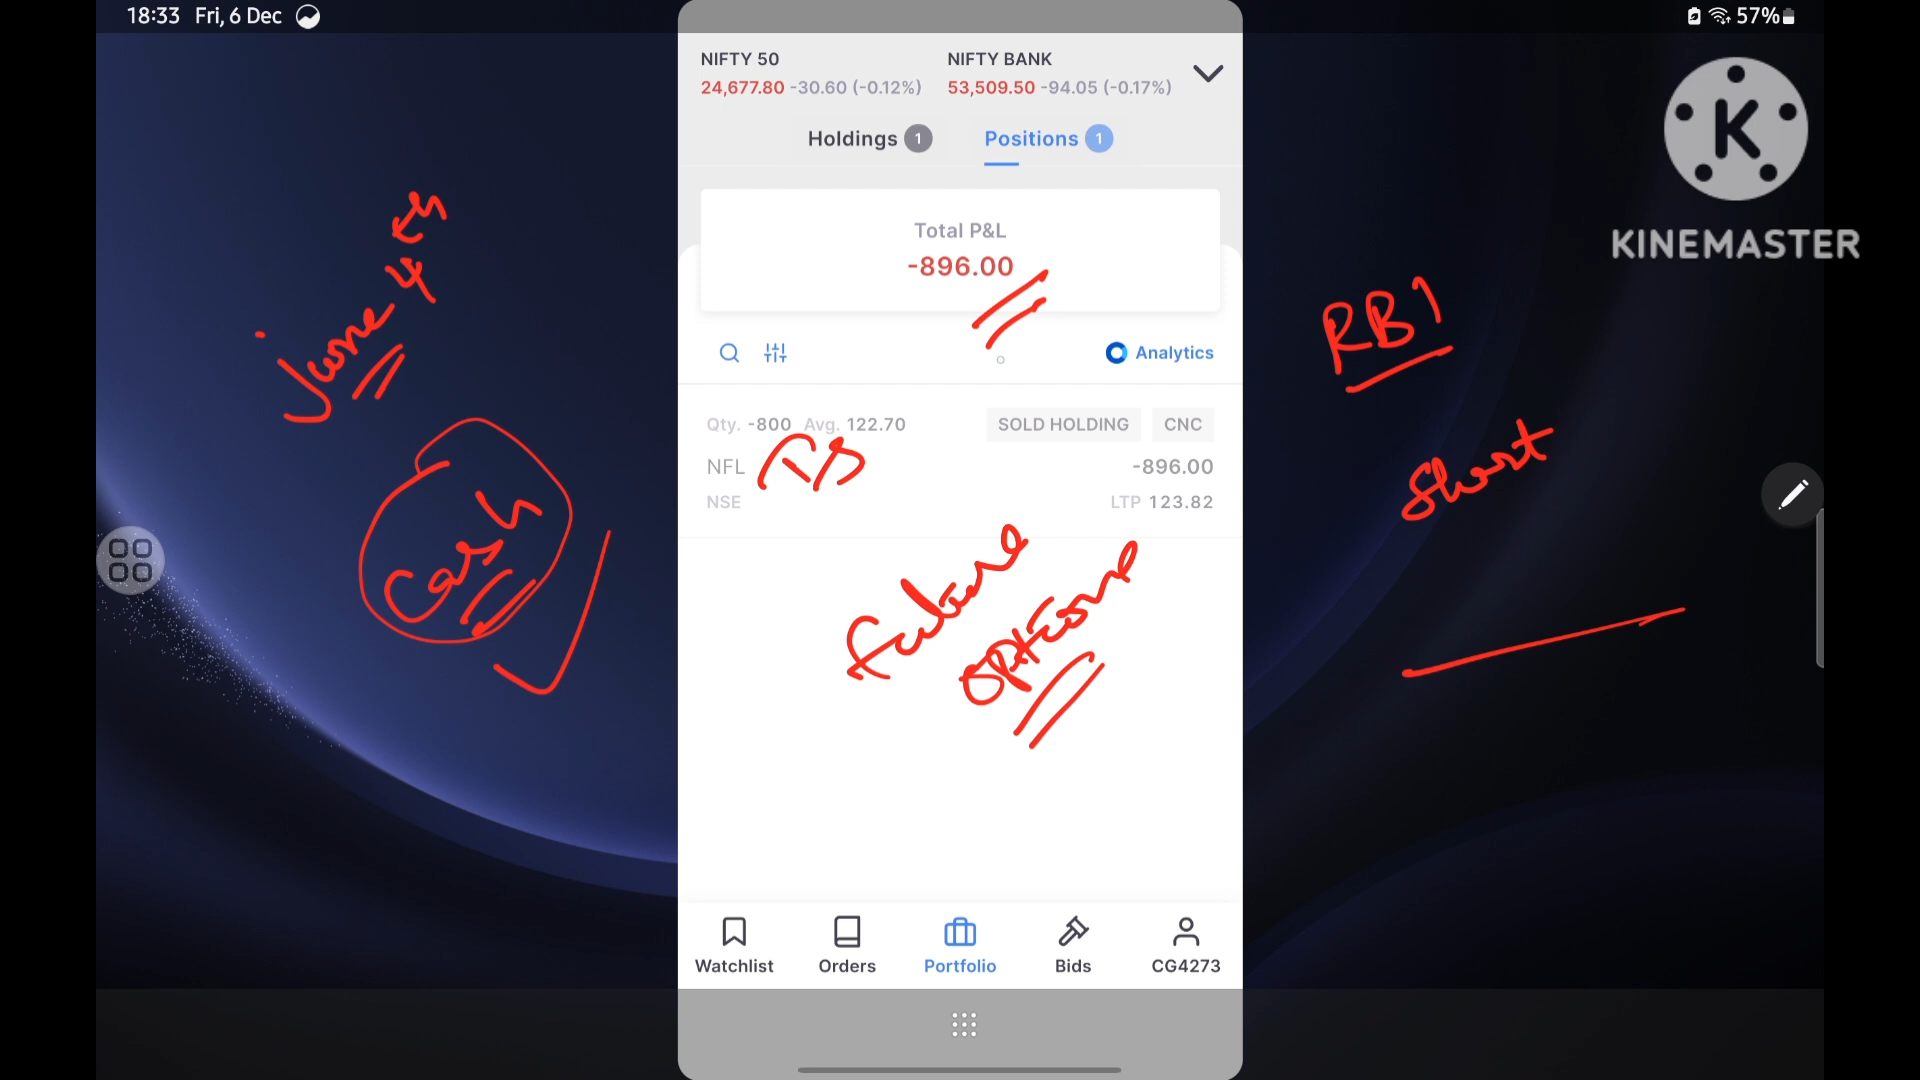 18:33 Fri, 6 Dec
57%
NIFTY 50
24,677.80 -30.60 (-0.12%)
NIFTY BANK
53,509.50 -94.05 (-0.17%)
Holdings 1
Positions 1
K
KINEMASTER
Total P&L
-896.00
Analytics
Qty. -800 Avg. 122.70
SOLD HOLDING CNC
NFL
-896.00
NSE
LTP 123.82
June 4th
Cash
RBI
Short
Future
Watchlist
Orders
Portfolio
Bids
CG4273